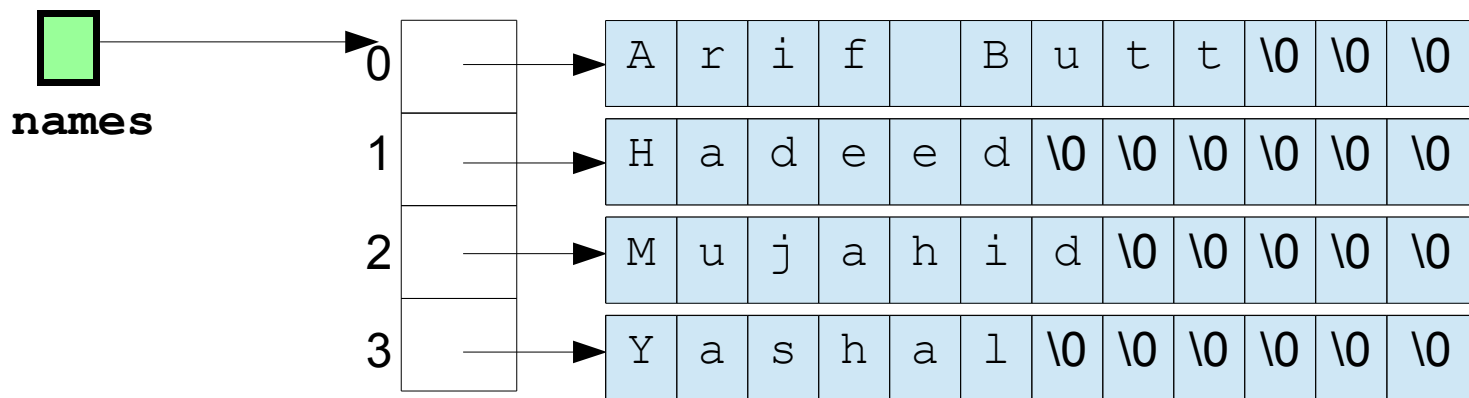 0 A r i f B u t t \0 \0 \0
names
1 H a d e e d \0 \0 \0 \0 \0 \0
2 M u j a h i d \0 \0 \0 \0 \0
3 Y a s h a l \0 \0 \0 \0 \0 \0